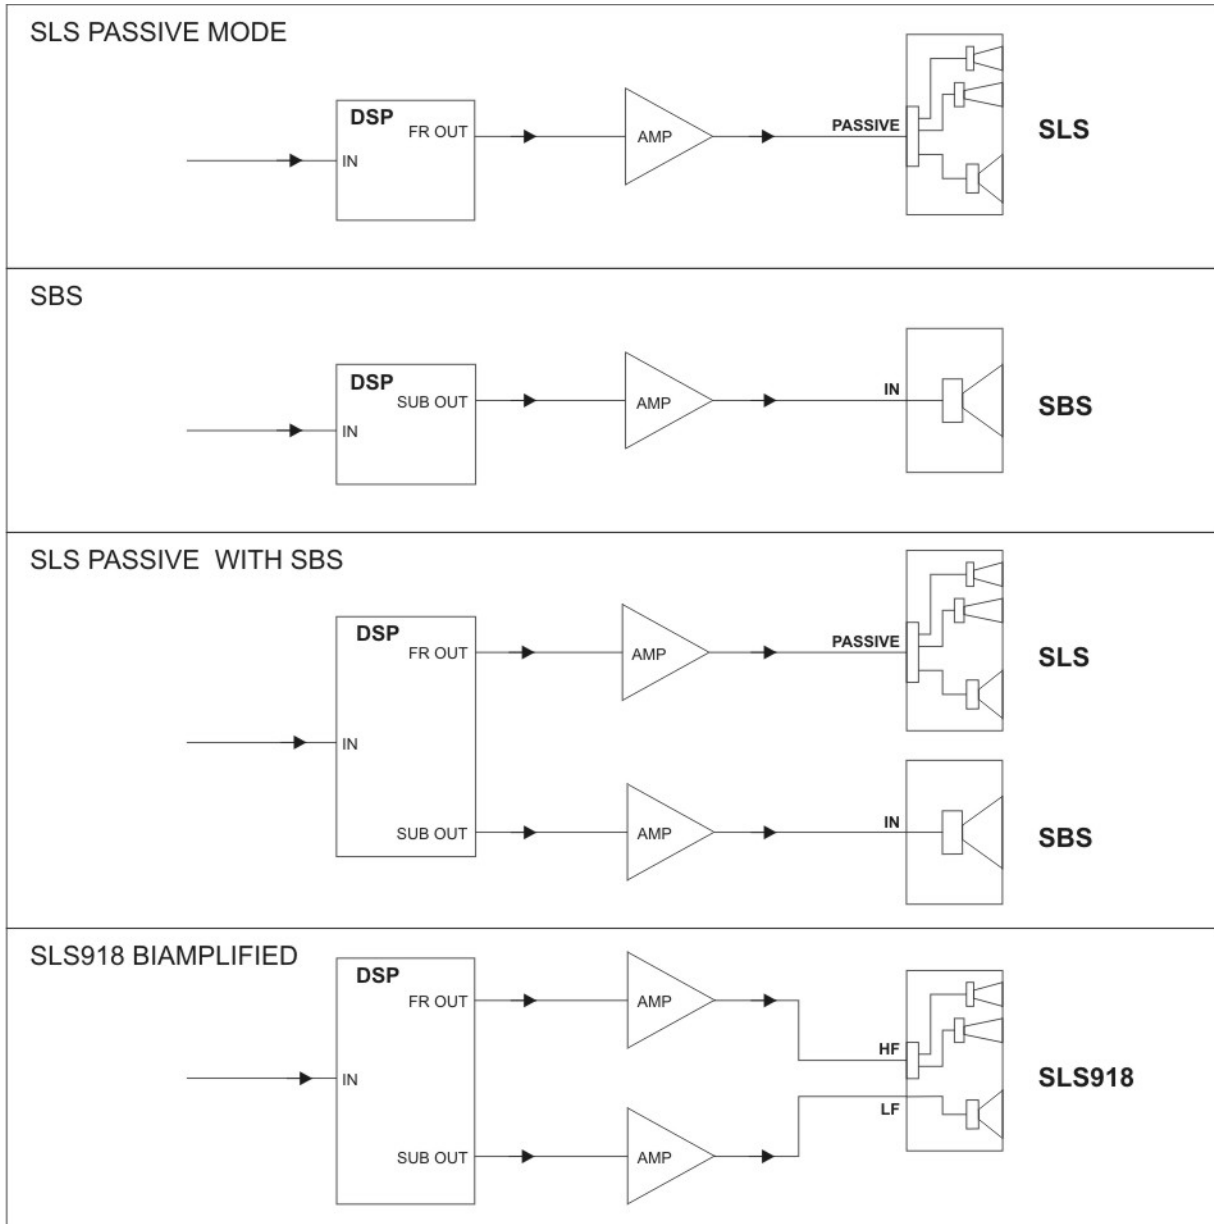 SLS PASSIVE MODE
DSP
FR OUT
IN
AMP
PASSIVE
SLS
SBS
DSP
SUB OUT
IN
AMP
IN
SBS
SLS PASSIVE WITH SBS
DSP
FR OUT
AMP
PASSIVE
SLS
IN
SUB OUT
AMP
IN
SBS
SLS918 BIAMPLIFIED
DSP
FR OUT
AMP
HF
IN
SLS918
LF
SUB OUT
AMP